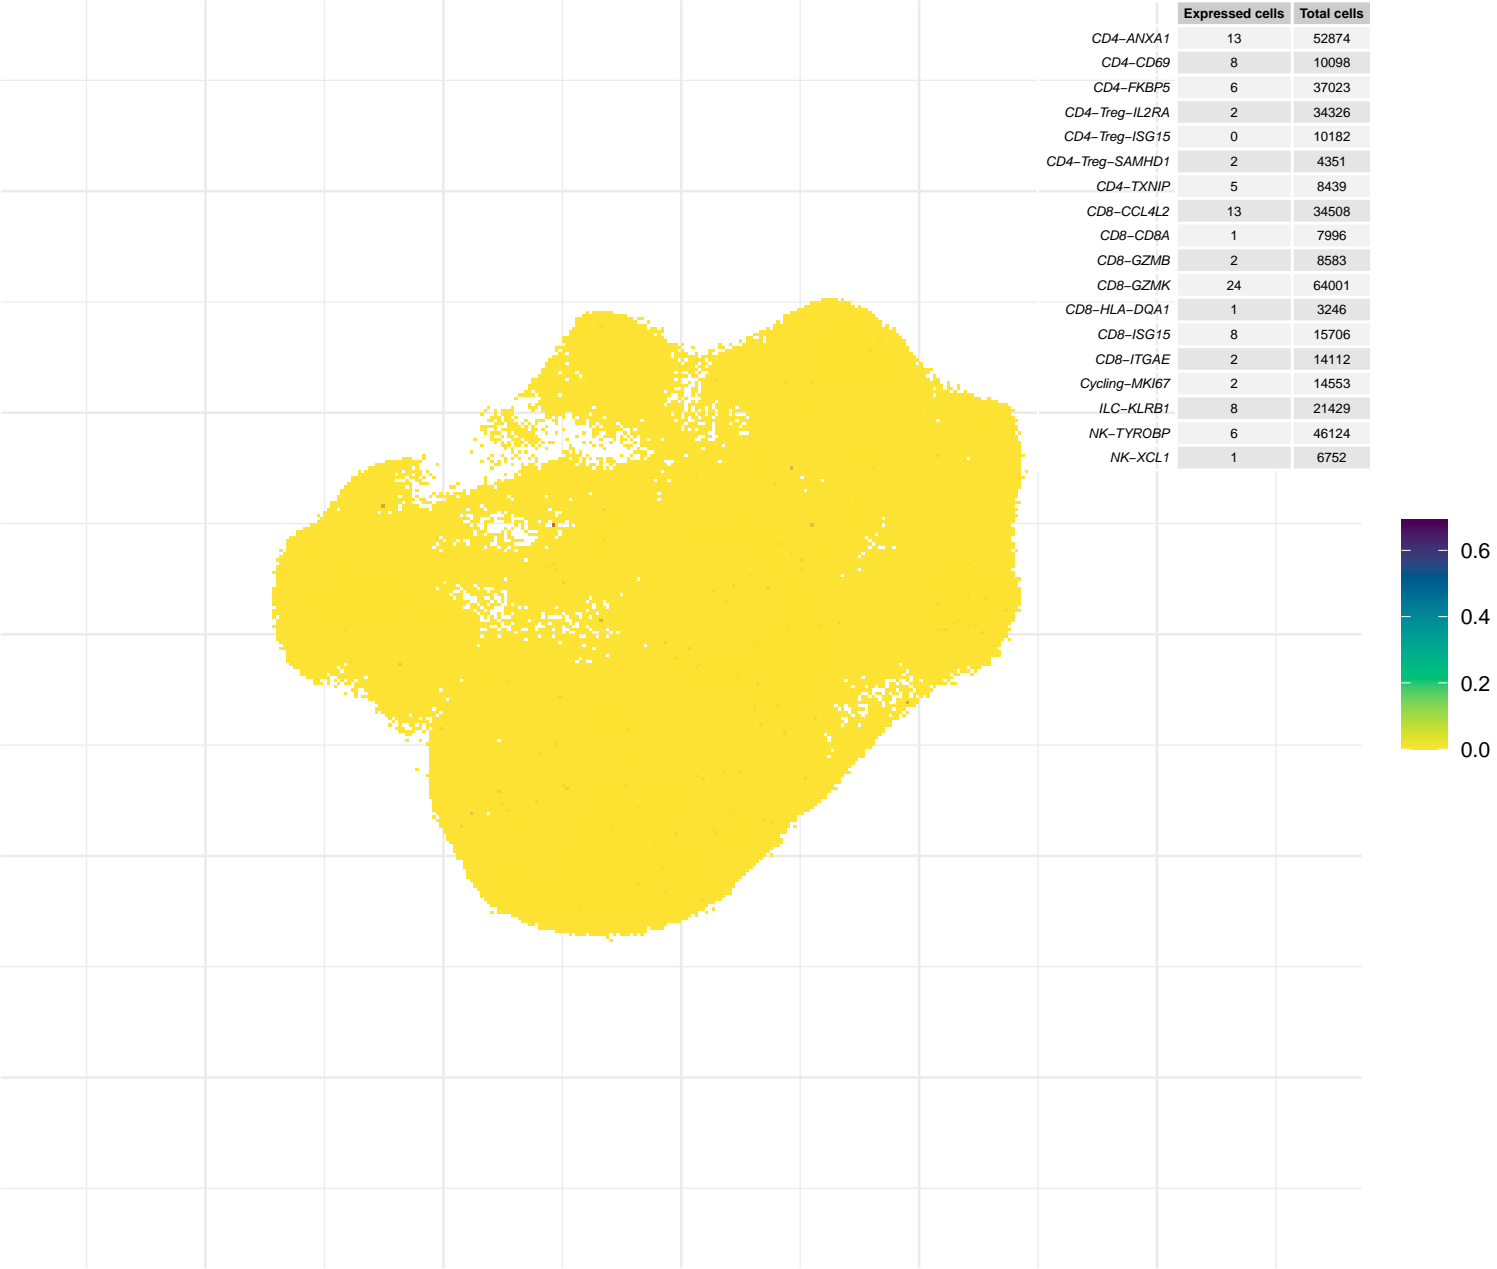 Expressed cells Total cells
CD4−ANXA1 13 52874
CD4−CD69 8 10098
CD4−FKBP5 6 37023
CD4−Treg−IL2RA 2 34326
CD4−Treg−ISG15 0 10182
CD4−Treg−SAMHD1 2 4351
CD4−TXNIP 5 8439
CD8−CCL4L2 13 34508
CD8−CD8A 1 7996
CD8−GZMB 2 8583
CD8−GZMK 24 64001
CD8−HLA−DQA1 1 3246
CD8−ISG15 8 15706
CD8−ITGAE 2 14112
Cycling−MKI67 2 14553
ILC−KLRB1 8 21429
NK−TYROBP 6 46124
NK−XCL1 1 6752
0.6
0.4
0.2
0.0